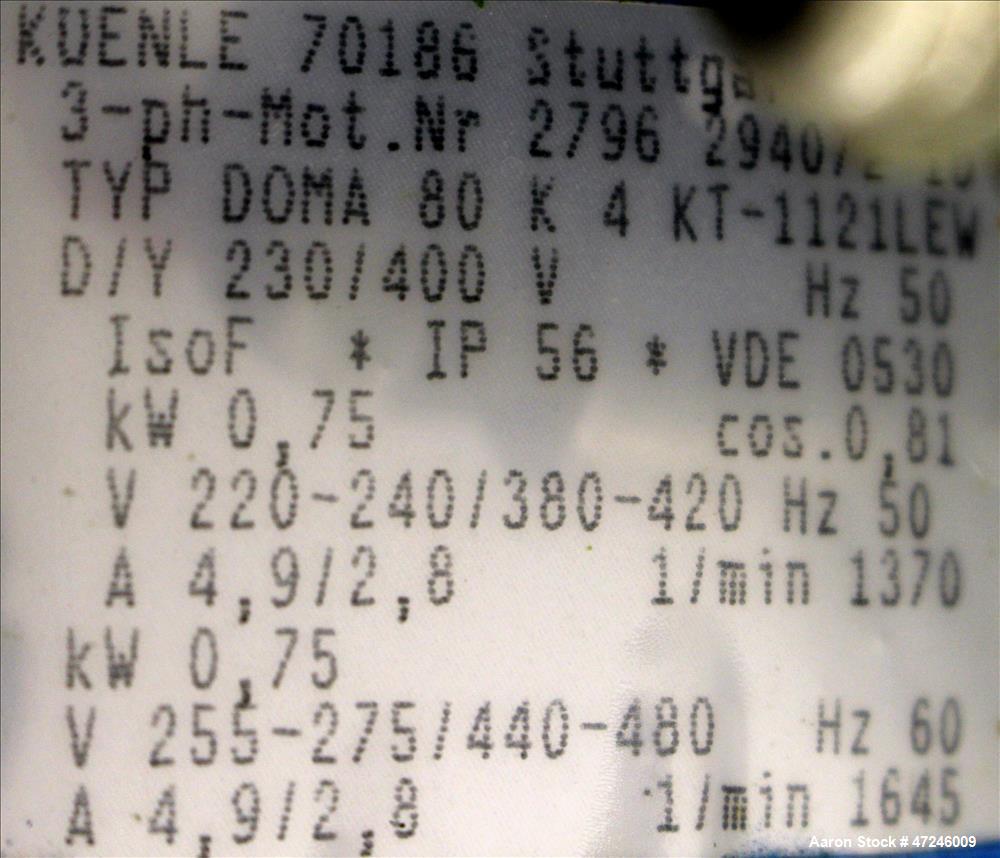 KUENLE 70186
3-ph-Mot.Nr 2796
TYP DOMA 80 K 4 KT-1121LEW
D/Y 230/400 V Hz 50
IsoF * IP 56 * VDE 0530
kW 0,75 cos.0,81
V 220-240/380-420 Hz 50
A 4,9/2,8 1/min 1370
kW 0,75
V 255-275/440-480 Hz 60
A 4,9/2,8 1/min 1645
Aaron Stock # 47246009